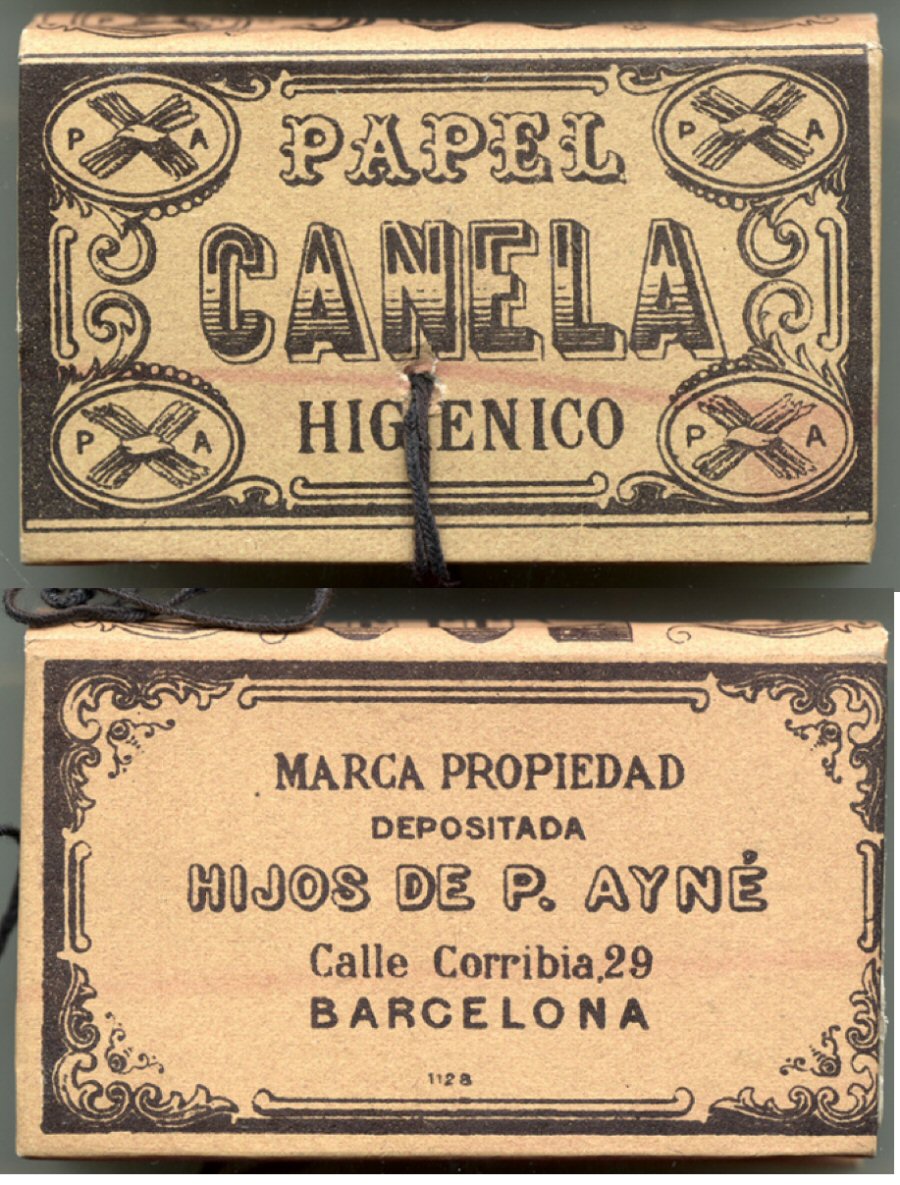 P A
P A
PAPEL
CANELA
HIGIENICO
P A
P A
MARCA PROPIEDAD
DEPOSITADA
HIJOS DE P. AYNÉ
Calle Corribia, 29
BARCELONA
1128